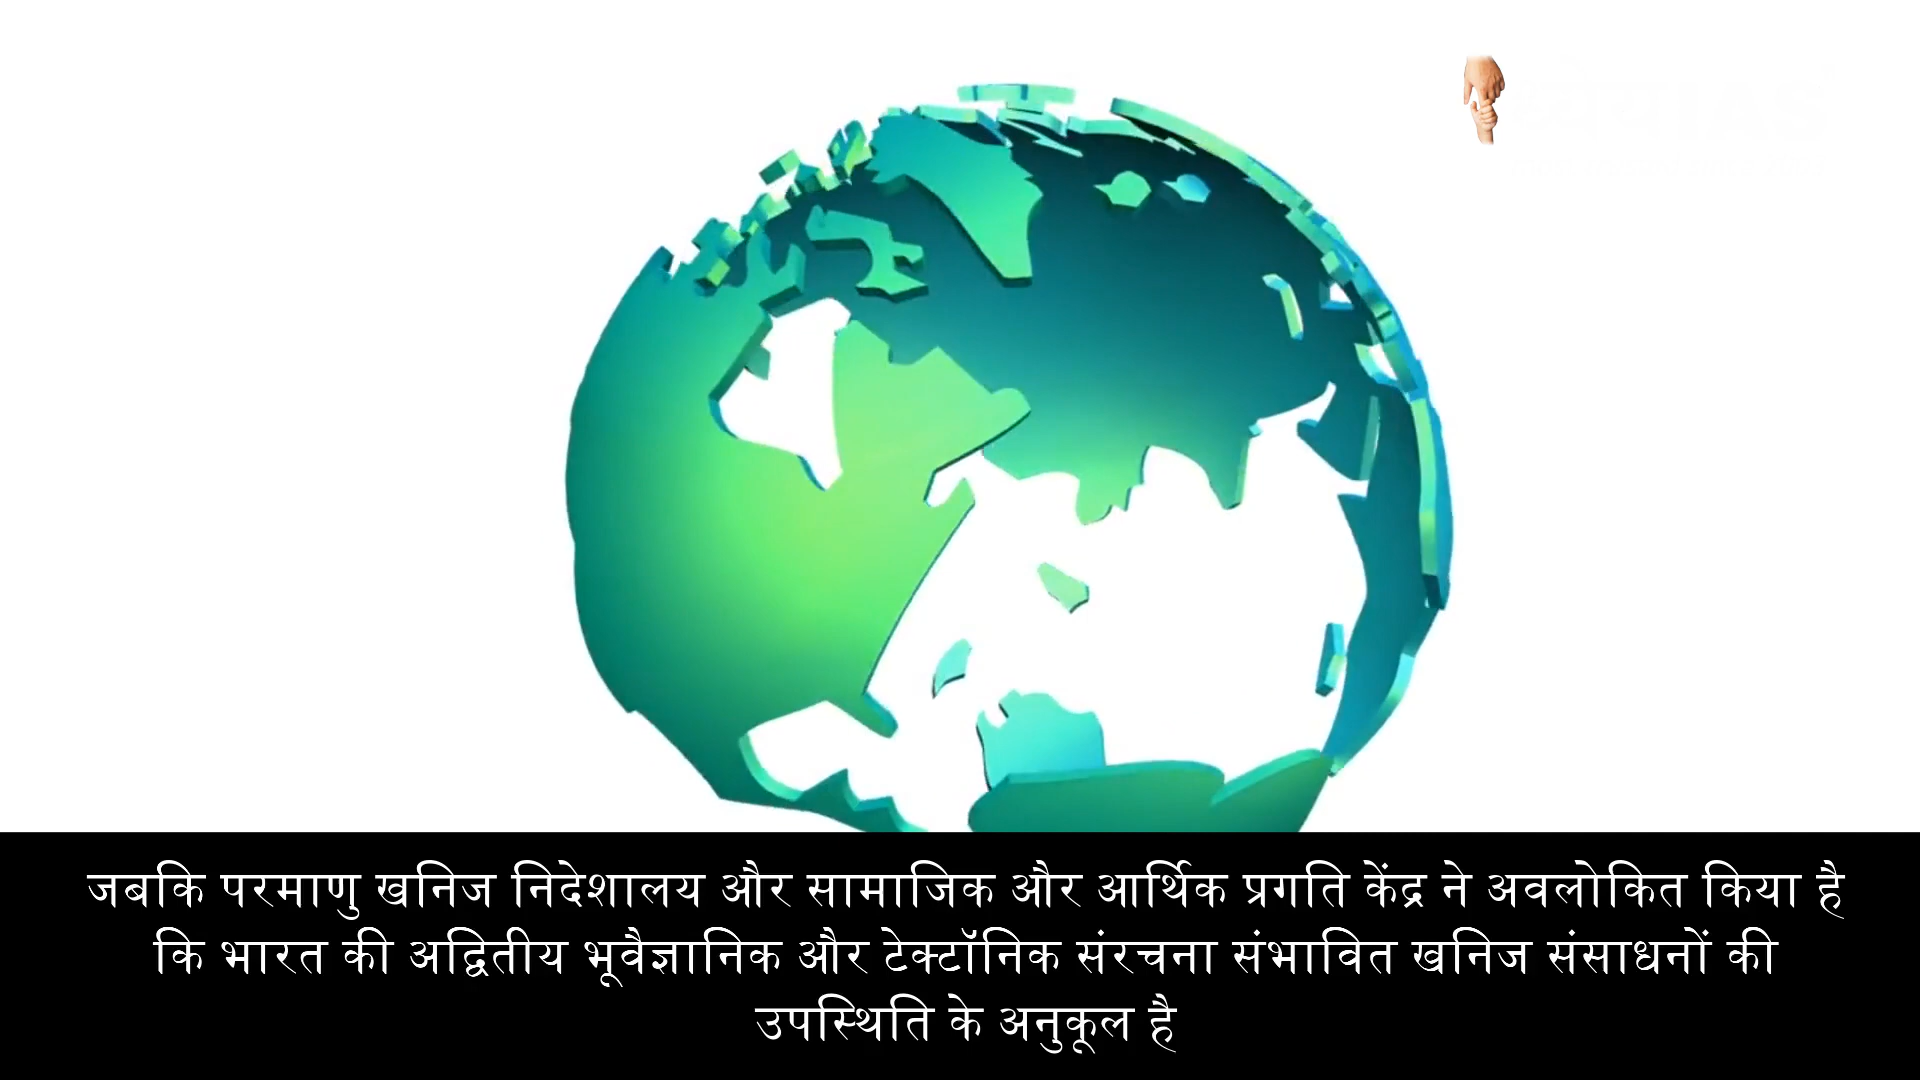 जबकि परमाणु खनिज निदेशालय और सामाजिक और आर्थिक प्रगति केंद्र ने अवलोकित किया है
कि भारत की अद्वितीय भूवैज्ञानिक और टेक्टॉनिक संरचना संभावित खनिज संसाधनों की
उपस्थिति के अनुकूल है